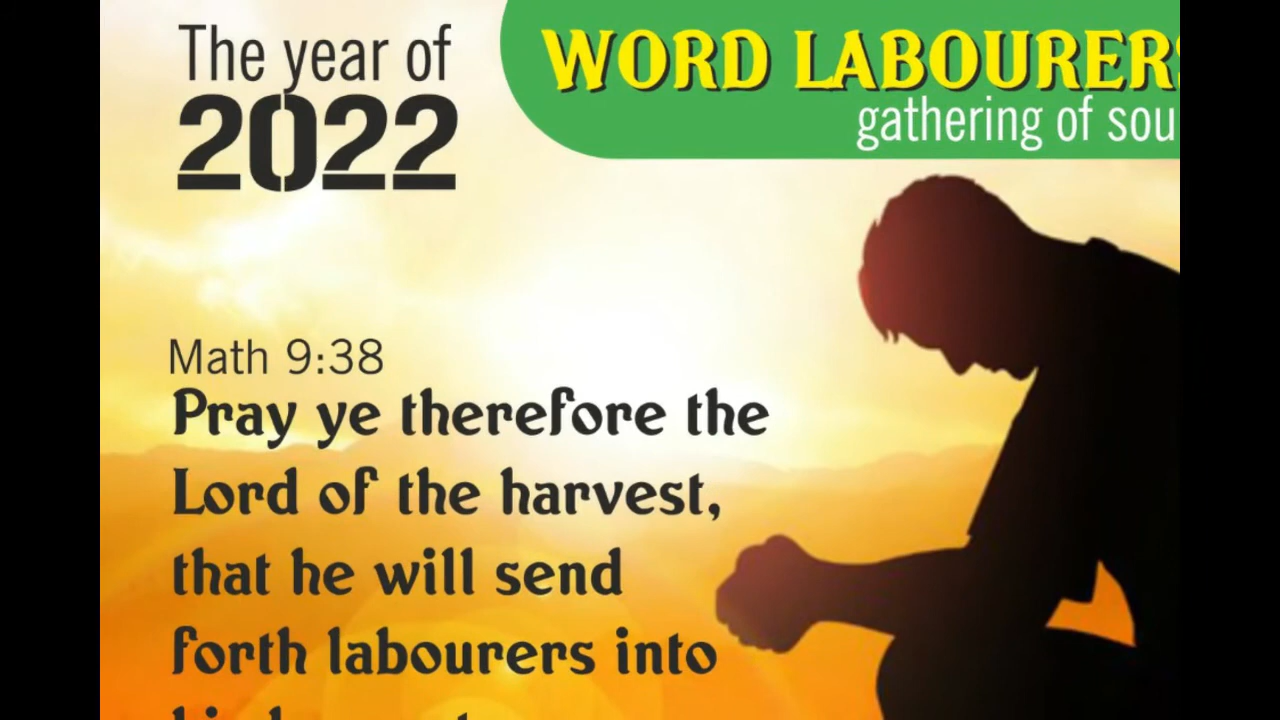 The year of
2022
WORD LABOURERS
gathering of sou
Math 9:38
Pray ye therefore the
Lord of the harvest,
that he will send
forth labourers into